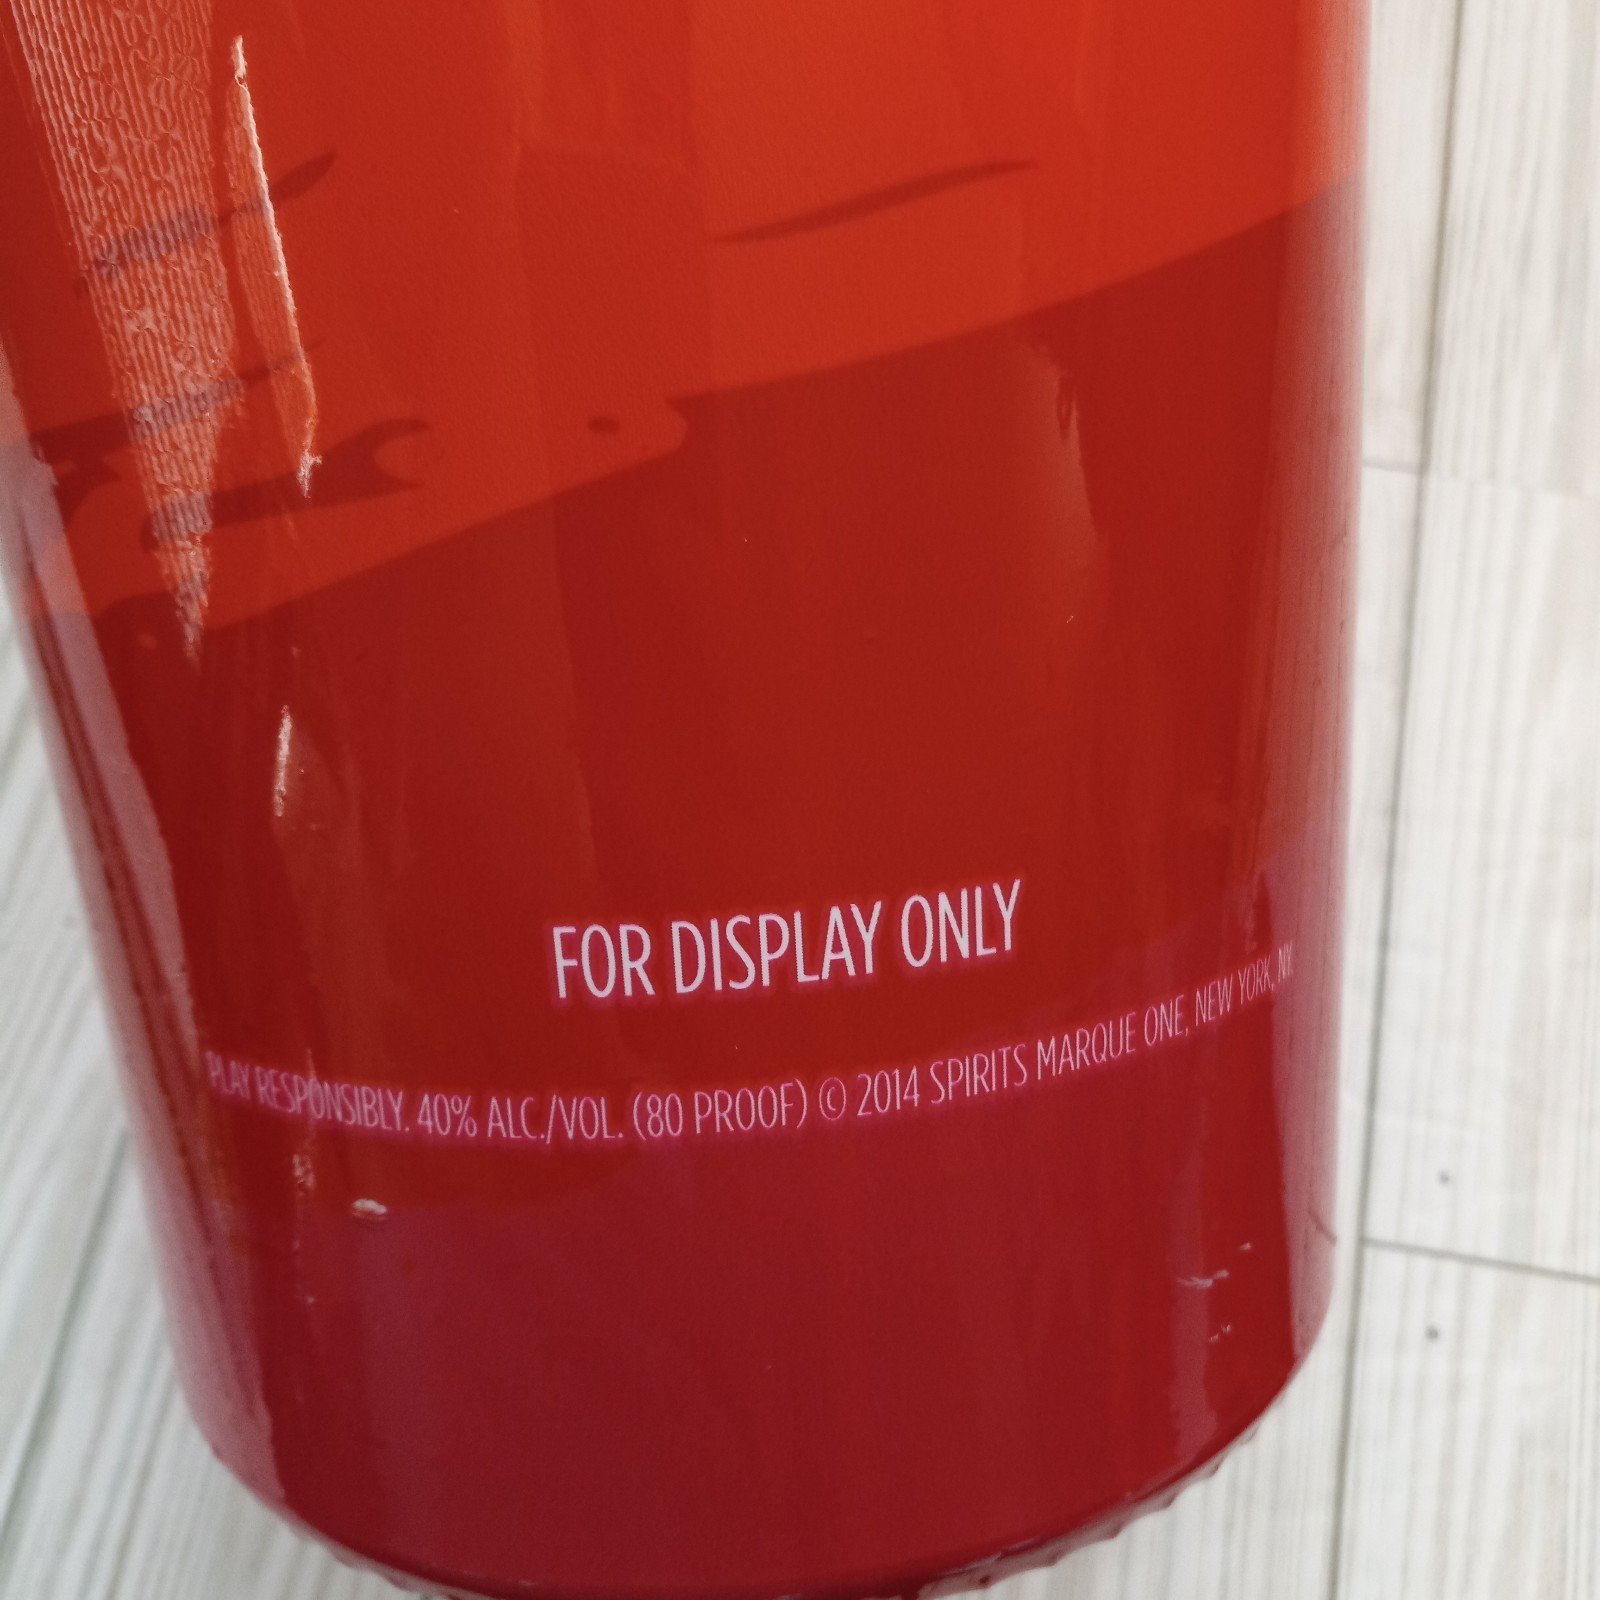 FOR DISPLAY ONLY
PLAY RESPONSIBLY. 40% ALC./VOL. (80 PROOF) © 2014 SPIRITS MARQUE ONE, NEW YORK, NY.